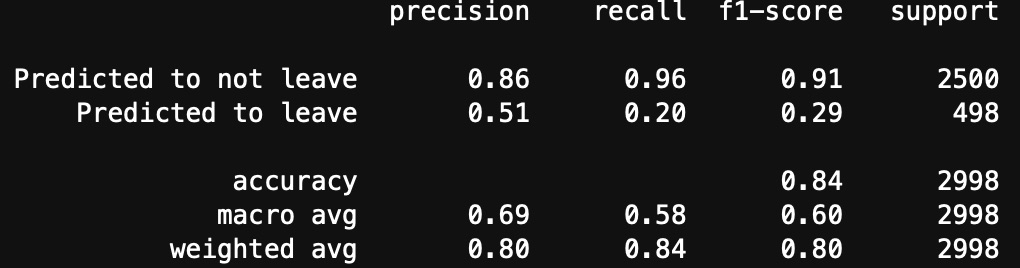 precision recall f1-score support
Predicted to not leave 0.86 0.96 0.91 2500
Predicted to leave 0.51 0.20 0.29 498
accuracy 0.84 2998
macro avg 0.69 0.58 0.60 2998
weighted avg 0.80 0.84 0.80 2998